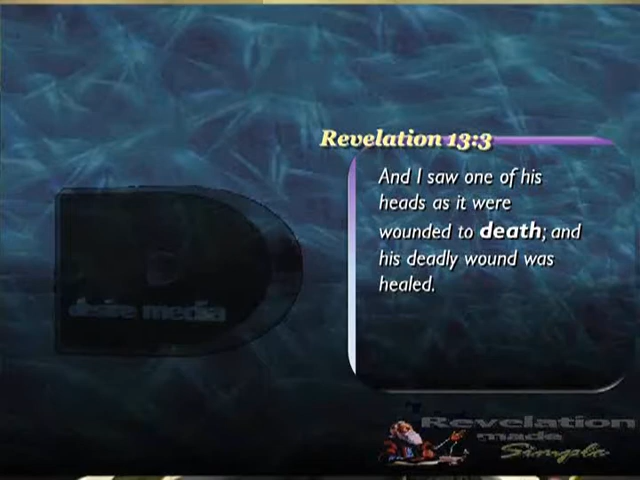 Revelation 13:3
And I saw one of his
heads as it were
wounded to death; and
his deadly wound was
healed.
desire media
Revelation
made
Simple